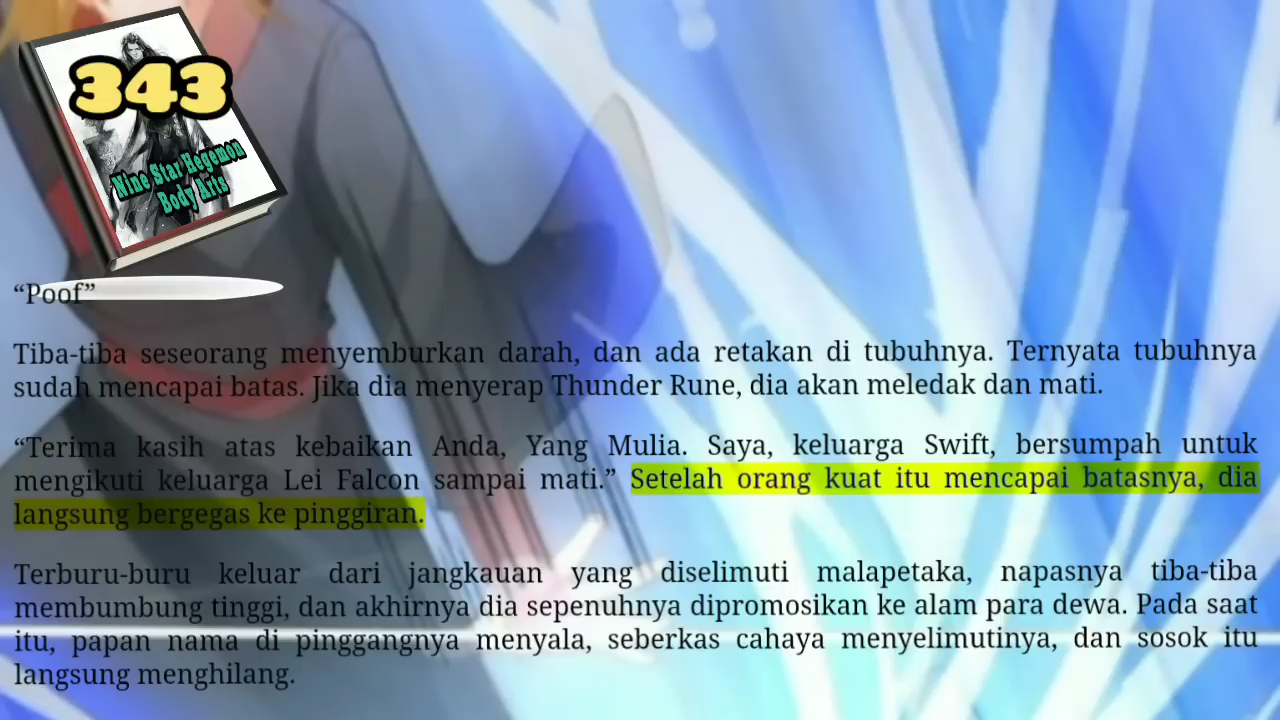 343
Nine Star Hegemon
Body Arts
“Poof”
Tiba-tiba seseorang menyemburkan darah, dan ada retakan di tubuhnya. Ternyata tubuhnya
sudah mencapai batas. Jika dia menyerap Thunder Rune, dia akan meledak dan mati.
“Terima kasih atas kebaikan Anda, Yang Mulia. Saya, keluarga Swift, bersumpah untuk
mengikuti keluarga Lei Falcon sampai mati.” Setelah orang kuat itu mencapai batasnya, dia
langsung bergegas ke pinggiran.
Terburu-buru keluar dari jangkauan yang diselimuti malapetaka, napasnya tiba-tiba
membumbung tinggi, dan akhirnya dia sepenuhnya dipromosikan ke alam para dewa. Pada saat
itu, papan nama di pinggangnya menyala, seberkas cahaya menyelimutinya, dan sosok itu
langsung menghilang.